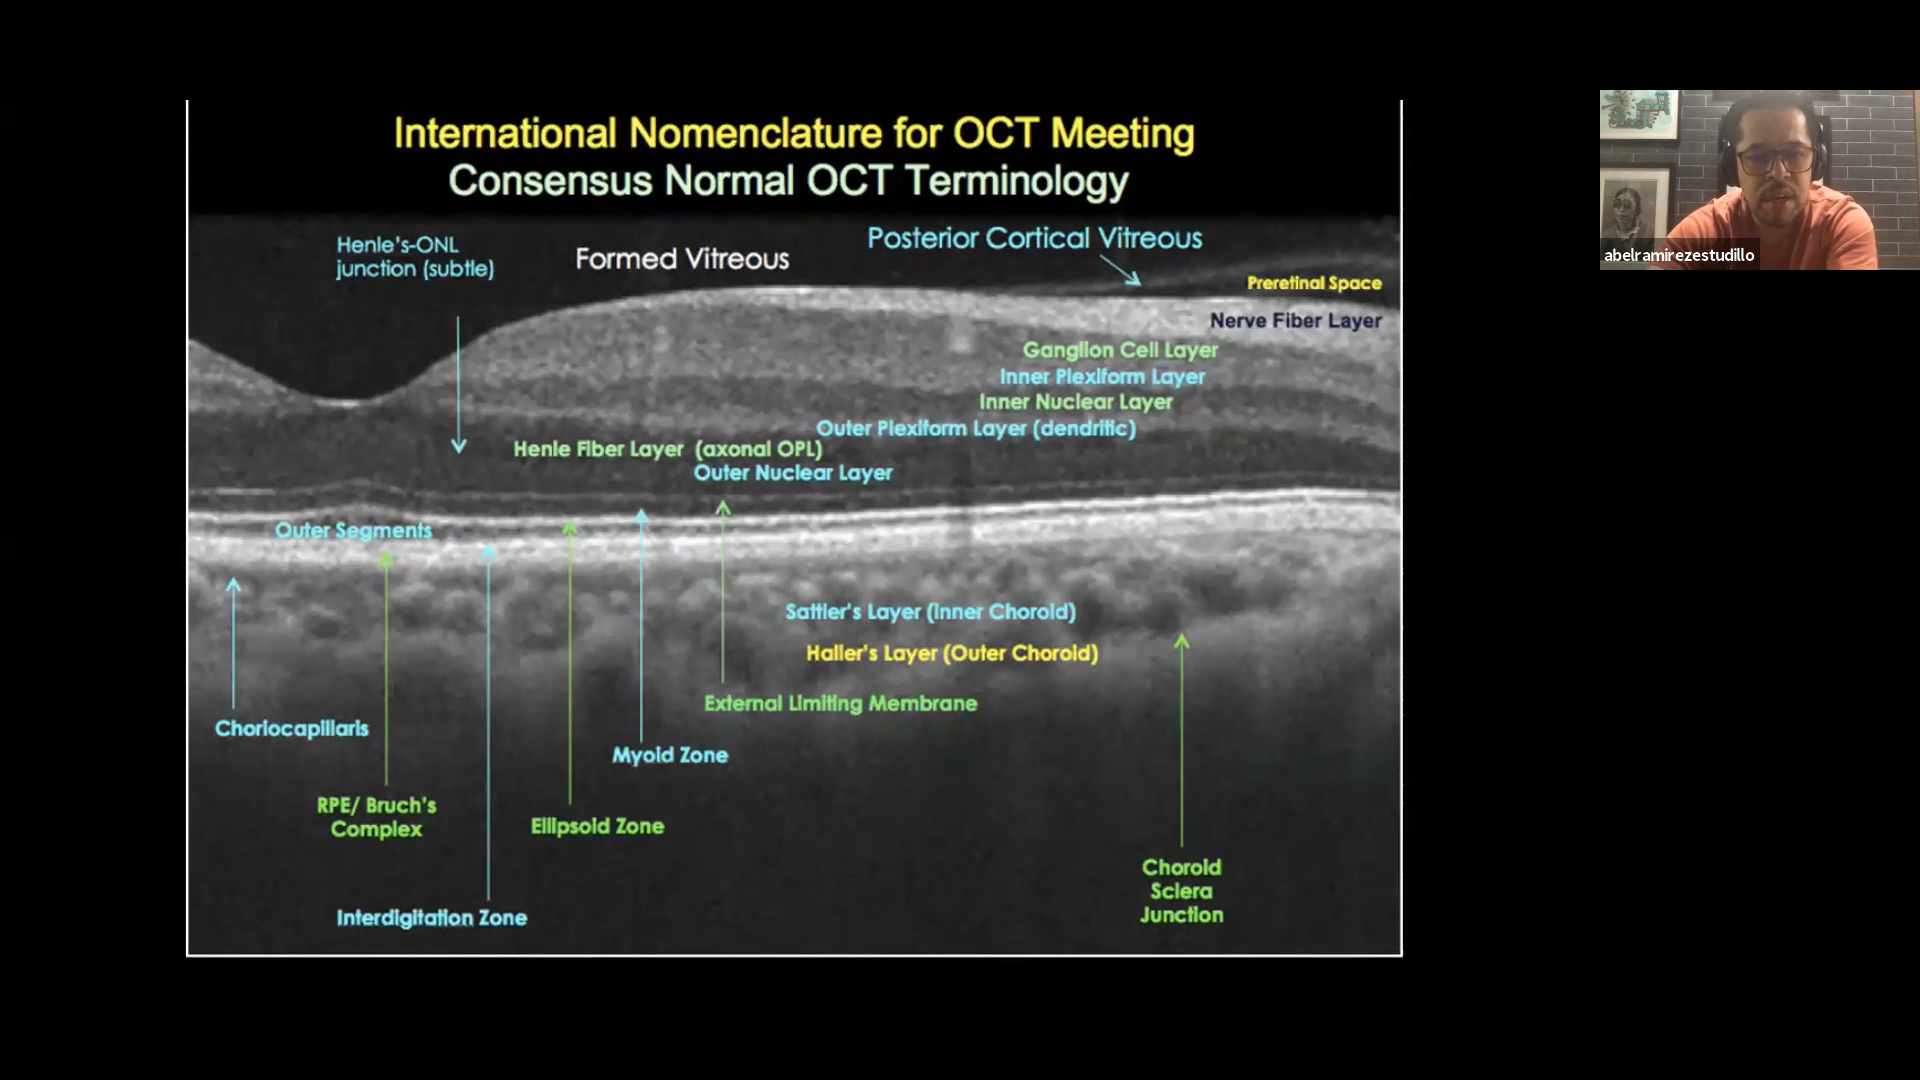 International Nomenclature for OCT Meeting
Consensus Normal OCT Terminology
Henle's-ONL
junction (subtle)
Formed Vitreous
Posterior Cortical Vitreous
Preretinal Space
Nerve Fiber Layer
Ganglion Cell Layer
Inner Plexiform Layer
Inner Nuclear Layer
Outer Plexiform Layer (dendritic)
Henle Fiber Layer (axonal OPL)
Outer Nuclear Layer
Outer Segments
Sattler's Layer (Inner Choroid)
Haller's Layer (Outer Choroid)
External Limiting Membrane
Choriocapillaris
Myoid Zone
RPE/ Bruch's
Complex
Ellipsoid Zone
Choroid
Sclera
Junction
Interdigitation Zone
abelramirezestudillo